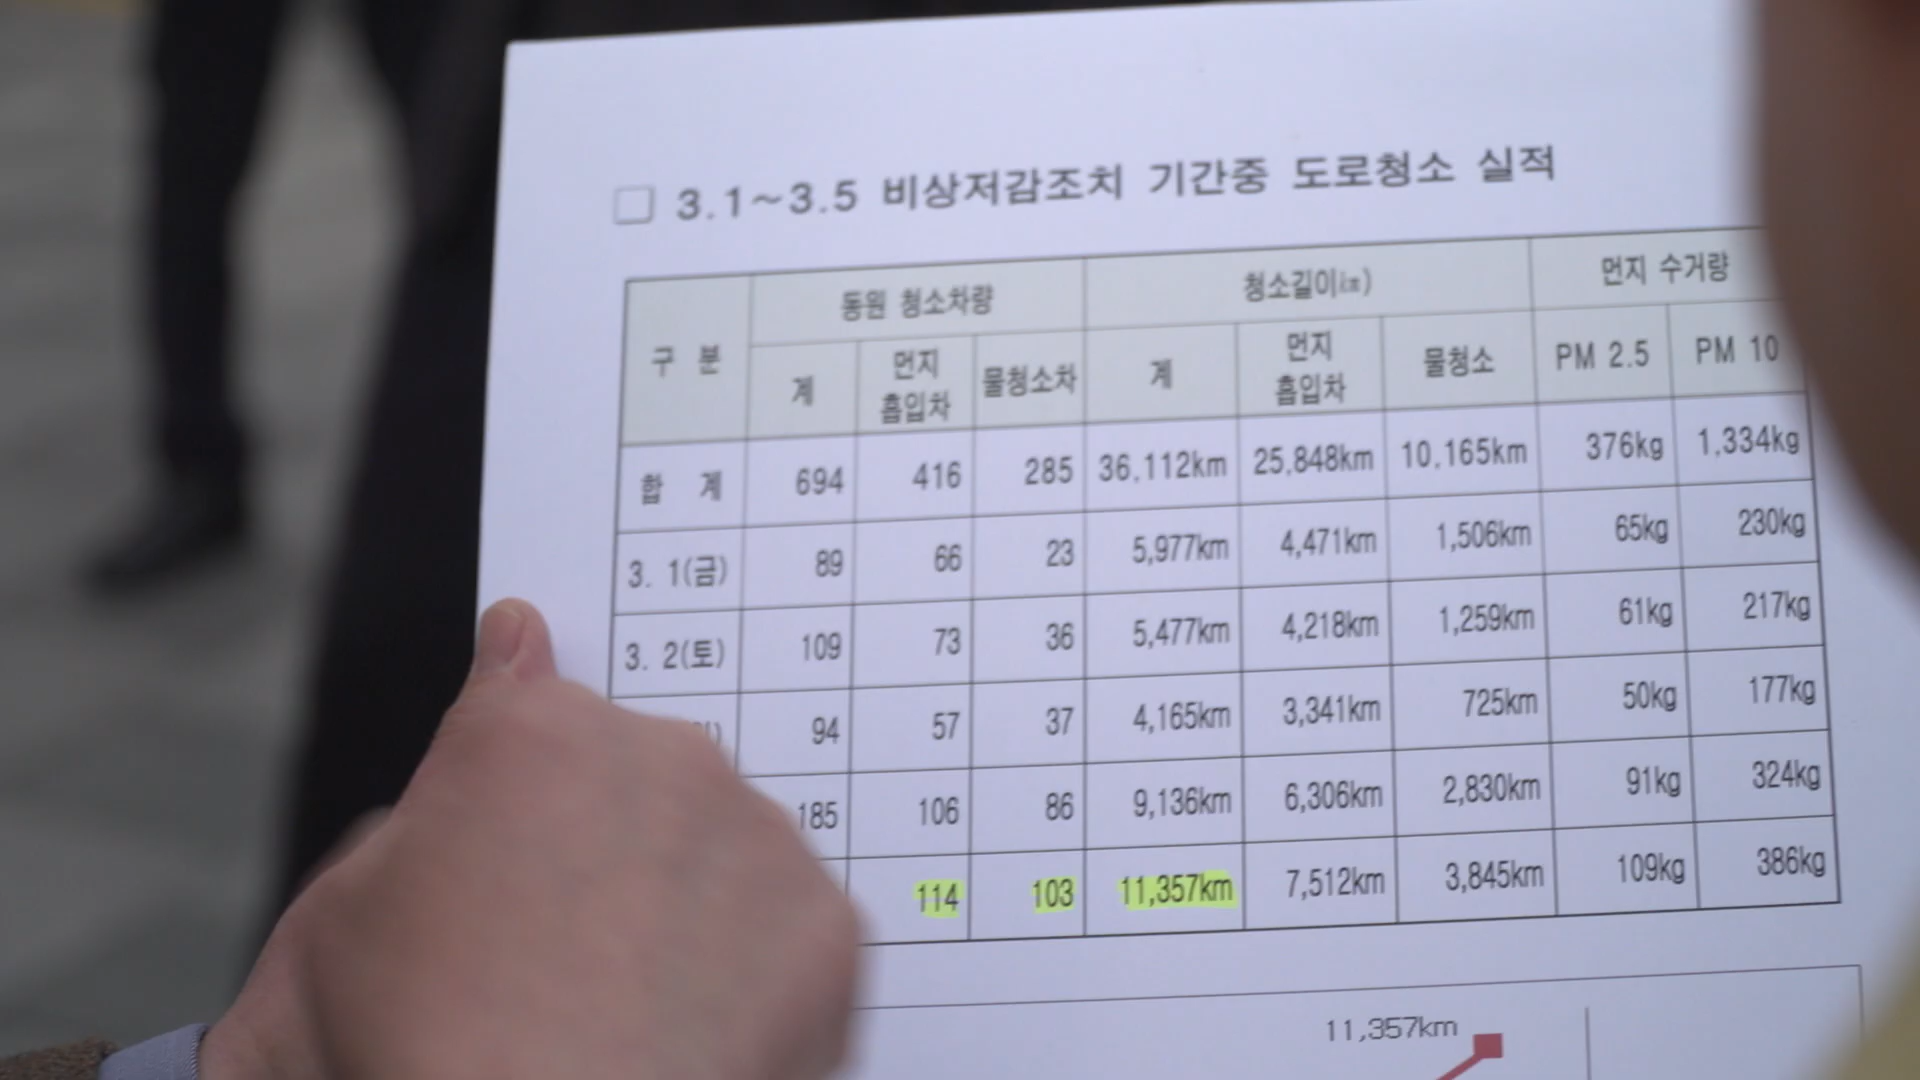 □ 3.1~3.5 비상저감조치 기간중 도로청소 실적
구 분 동원 청소차량 청소길이(㎞) 먼지 수거량
계 먼지 흡입차 물청소차 계 먼지 흡입차 물청소 PM 2.5 PM 10
합 계 694 416 285 36,112km 25,848km 10,165km 376kg 1,334kg
3. 1(금) 89 66 23 5,977km 4,471km 1,506km 65kg 230kg
3. 2(토) 109 73 36 5,477km 4,218km 1,259km 61kg 217kg
94 57 37 4,165km 3,341km 725km 50kg 177kg
185 106 86 9,136km 6,306km 2,830km 91kg 324kg
114 103 11,357km 7,512km 3,845km 109kg 386kg
11,357km